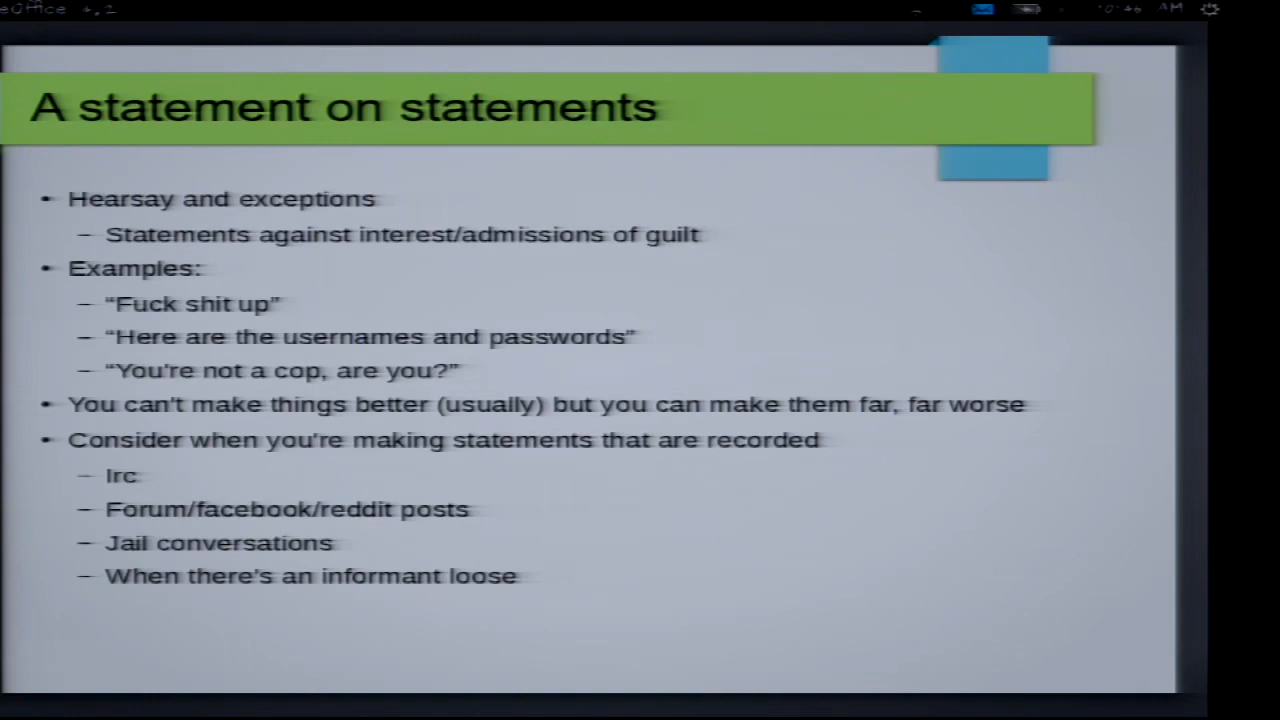 A statement on statements
• Hearsay and exceptions
– Statements against interest/admissions of guilt
• Examples:
– “Fuck shit up”
– “Here are the usernames and passwords”
– “You're not a cop, are you?”
• You can't make things better (usually) but you can make them far, far worse
• Consider when you're making statements that are recorded
– Irc
– Forum/facebook/reddit posts
– Jail conversations
– When there's an informant loose